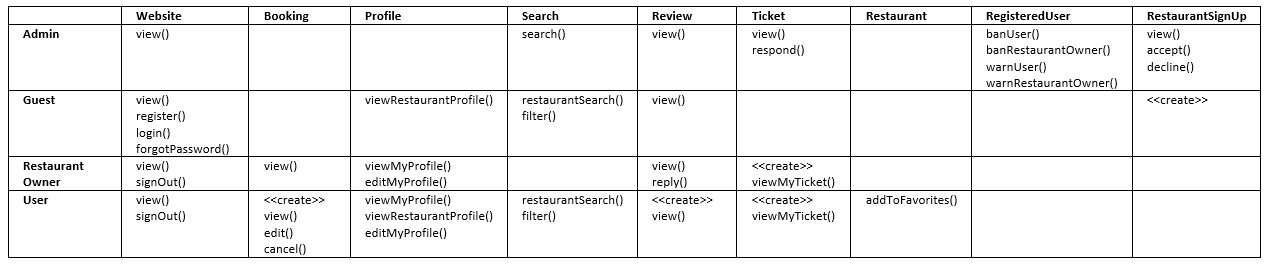 Website Booking Profile Search Review Ticket Restaurant RegisteredUser RestaurantSignUp
Admin view() search() view() view() banUser() view()
respond() banRestaurantOwner() accept()
warnUser() decline()
warnRestaurantOwner()
Guest view() viewRestaurantProfile() restaurantSearch() view() <<create>>
register() filter()
login()
forgotPassword()
Restaurant view() view() viewMyProfile() view() <<create>>
Owner signOut() editMyProfile() reply() viewMyTicket()
User view() <<create>> viewMyProfile() restaurantSearch() <<create>> <<create>> addToFavorites()
signOut() view() viewRestaurantProfile() filter() view() viewMyTicket()
edit() editMyProfile()
cancel()